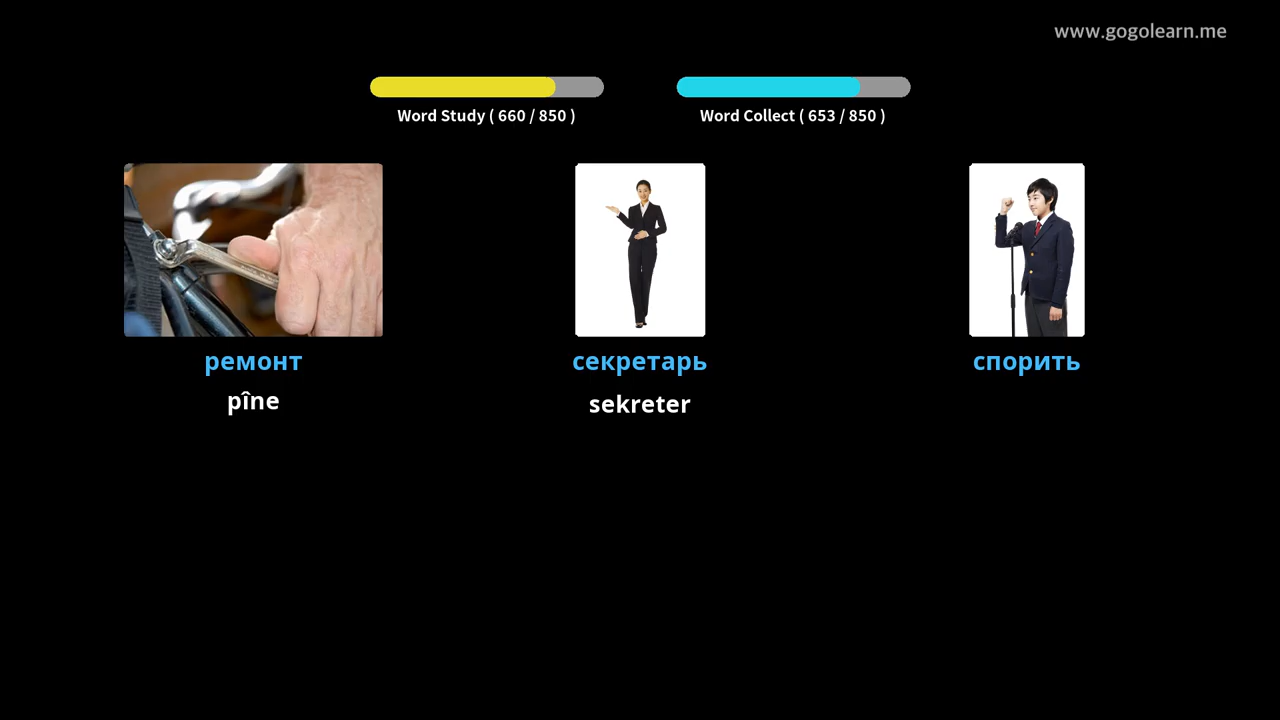 www.gogolearn.me
Word Study ( 660 / 850 )
Word Collect ( 653 / 850 )
ремонт
pîne
секретарь
sekreter
спорить